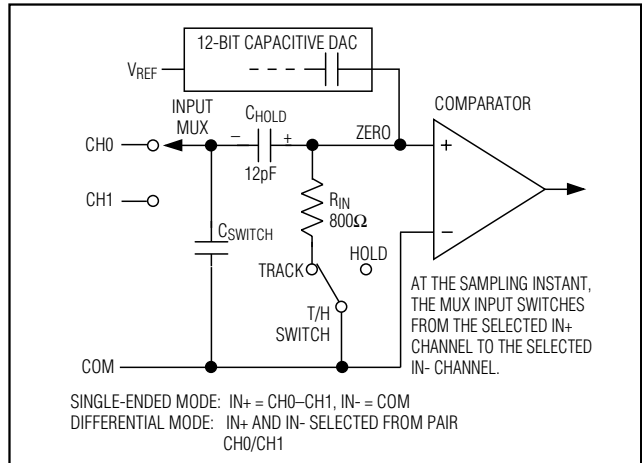 12-BIT CAPACITIVE DAC
VREF
INPUT
MUX
CHOLD
COMPARATOR
− +
ZERO
CH0
12pF
+
CH1
RIN
800Ω
−
CSWITCH
HOLD
TRACK
T/H
SWITCH
AT THE SAMPLING INSTANT,
THE MUX INPUT SWITCHES
FROM THE SELECTED IN+
CHANNEL TO THE SELECTED
IN- CHANNEL.
COM
SINGLE-ENDED MODE: IN+ = CH0–CH1, IN- = COM
DIFFERENTIAL MODE: IN+ AND IN- SELECTED FROM PAIR
CH0/CH1